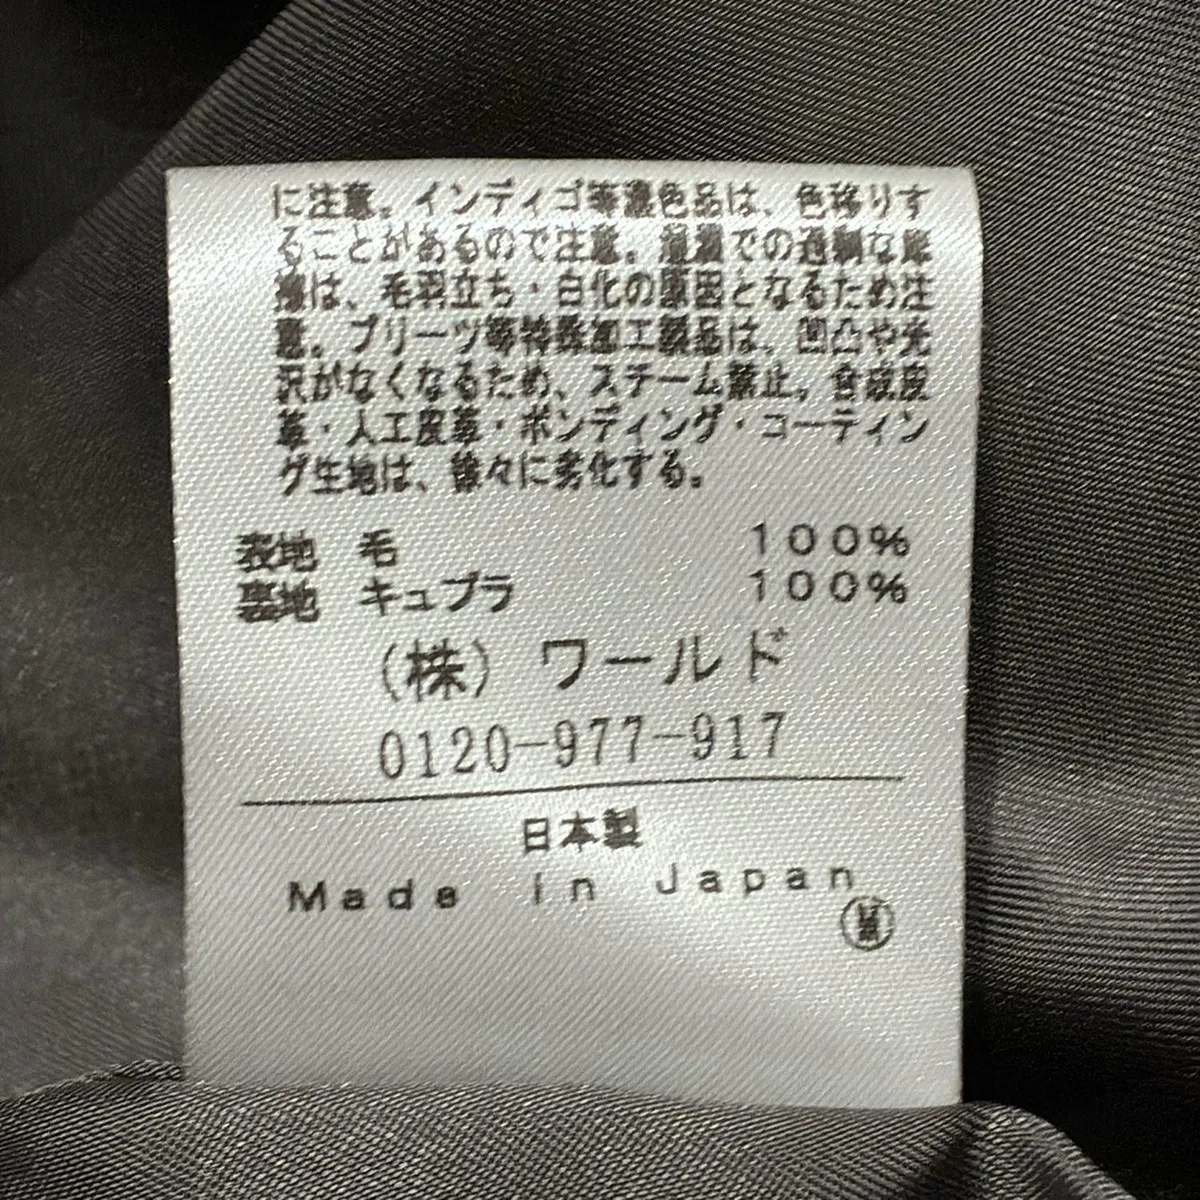 に注意。インディゴ等濃色品は、色移りす
ることがあるので注意。湿潤での過剰な摩
擦は、毛羽立ち・白化の原因となるため注
意。プリーツ等特殊加工製品は、凹凸や光
沢がなくなるため、スチーム禁止。合成皮
革・人工皮革・ボンディング・コーティン
グ生地は、徐々に劣化する。
表地 毛 100%
裏地 キュプラ 100%
(株) ワールド
0120-977-917
日本製
Made in Japan